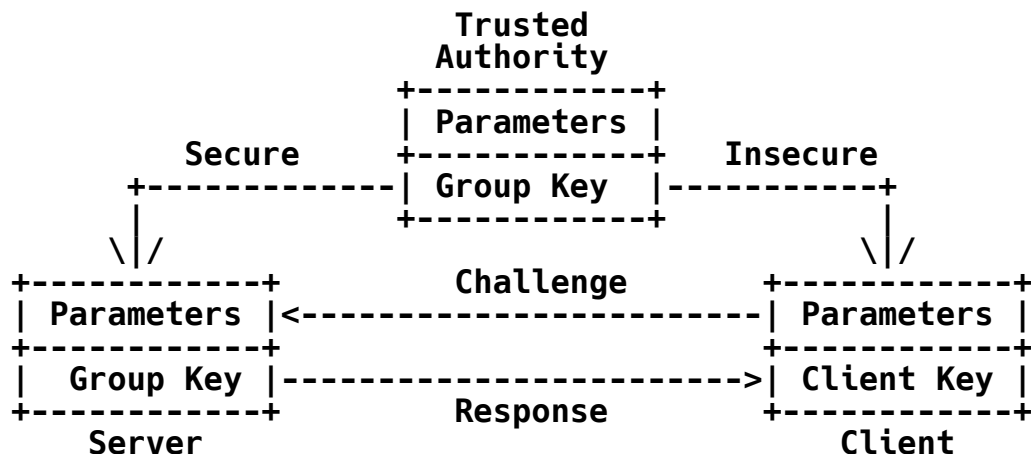 Trusted
                      Authority
                    +------------+
                    | Parameters |
         Secure     +------------+   Insecure
      +-------------| Group Key  |-----------+
      |             +------------+           |
     \|/                                    \|/
+------------+         Challenge       +------------+
| Parameters |<------------------------| Parameters |
+------------+                         +------------+
|  Group Key |------------------------>| Client Key |
+------------+         Response        +------------+
    Server                                 Client